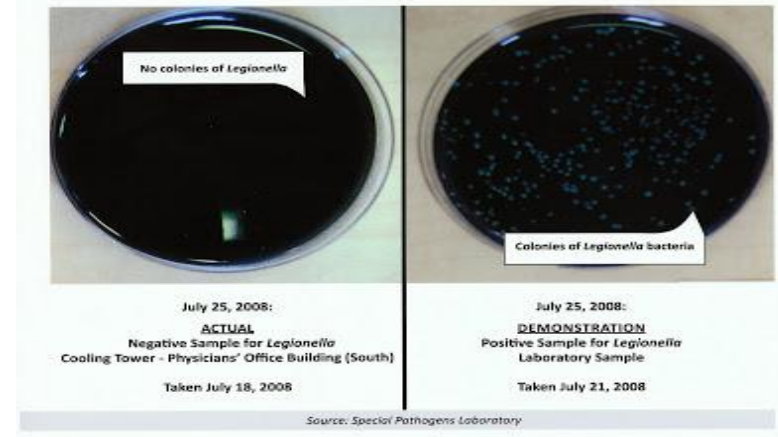 No colonies of Legionella
Colonies of Legionella bacteria
July 25, 2008:
ACTUAL
Negative Sample for Legionella
Cooling Tower - Physicians' Office Building (South)
Taken July 18, 2008
July 25, 2008:
DEMONSTRATION
Positive Sample for Legionella
Laboratory Sample
Taken July 21, 2008
Source: Special Pathogens Laboratory